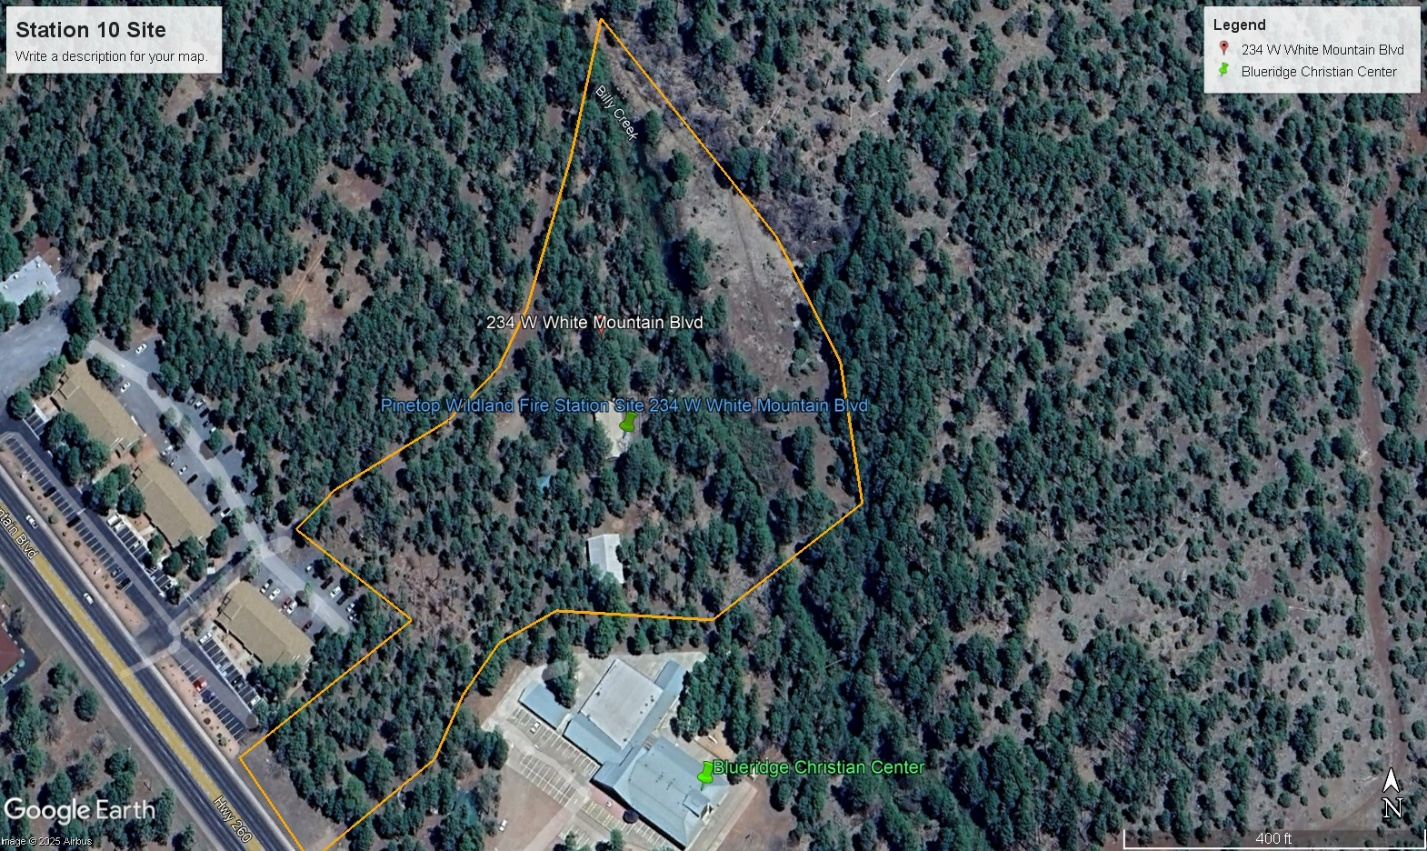 Station 10 Site
Write a description for your map.
Legend
234 W White Mountain Blvd
Blueridge Christian Center
Billy Creek
234 W White Mountain Blvd
Pinetop Wildland Fire Station Site 234 W White Mountain Blvd
ntain Blvd
Blueridge Christian Center
Hwy 260
Google Earth
Image © 2025 Airbus
N
400 ft